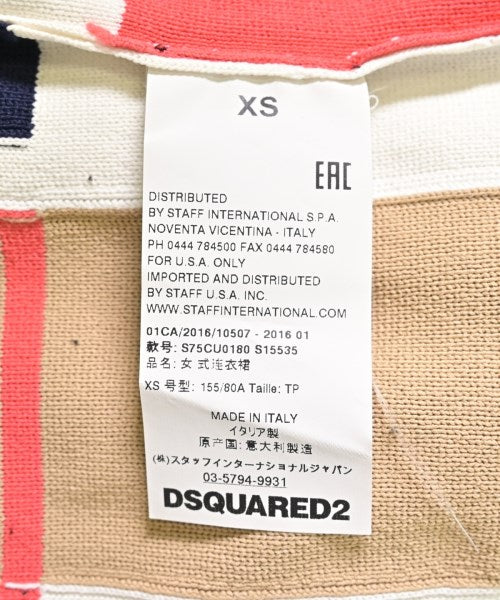 XS
EAC
DISTRIBUTED
BY STAFF INTERNATIONAL S.P.A.
NOVENTA VICENTINA - ITALY
PH 0444 784500 FAX 0444 784580
FOR U.S.A. ONLY
IMPORTED AND DISTRIBUTED
BY STAFF U.S.A. INC.
WWW.STAFFINTERNATIONAL.COM
01CA/2016/10507 - 2016 01
款号: S75CU0180 S15535
品名: 女 式连衣裙
XS 号型: 155/80A Taille: TP
MADE IN ITALY
イタリア製
原产国: 意大利製造
(株)スタッフインターナショナルジャパン
03-5794-9931
DSQUARED2